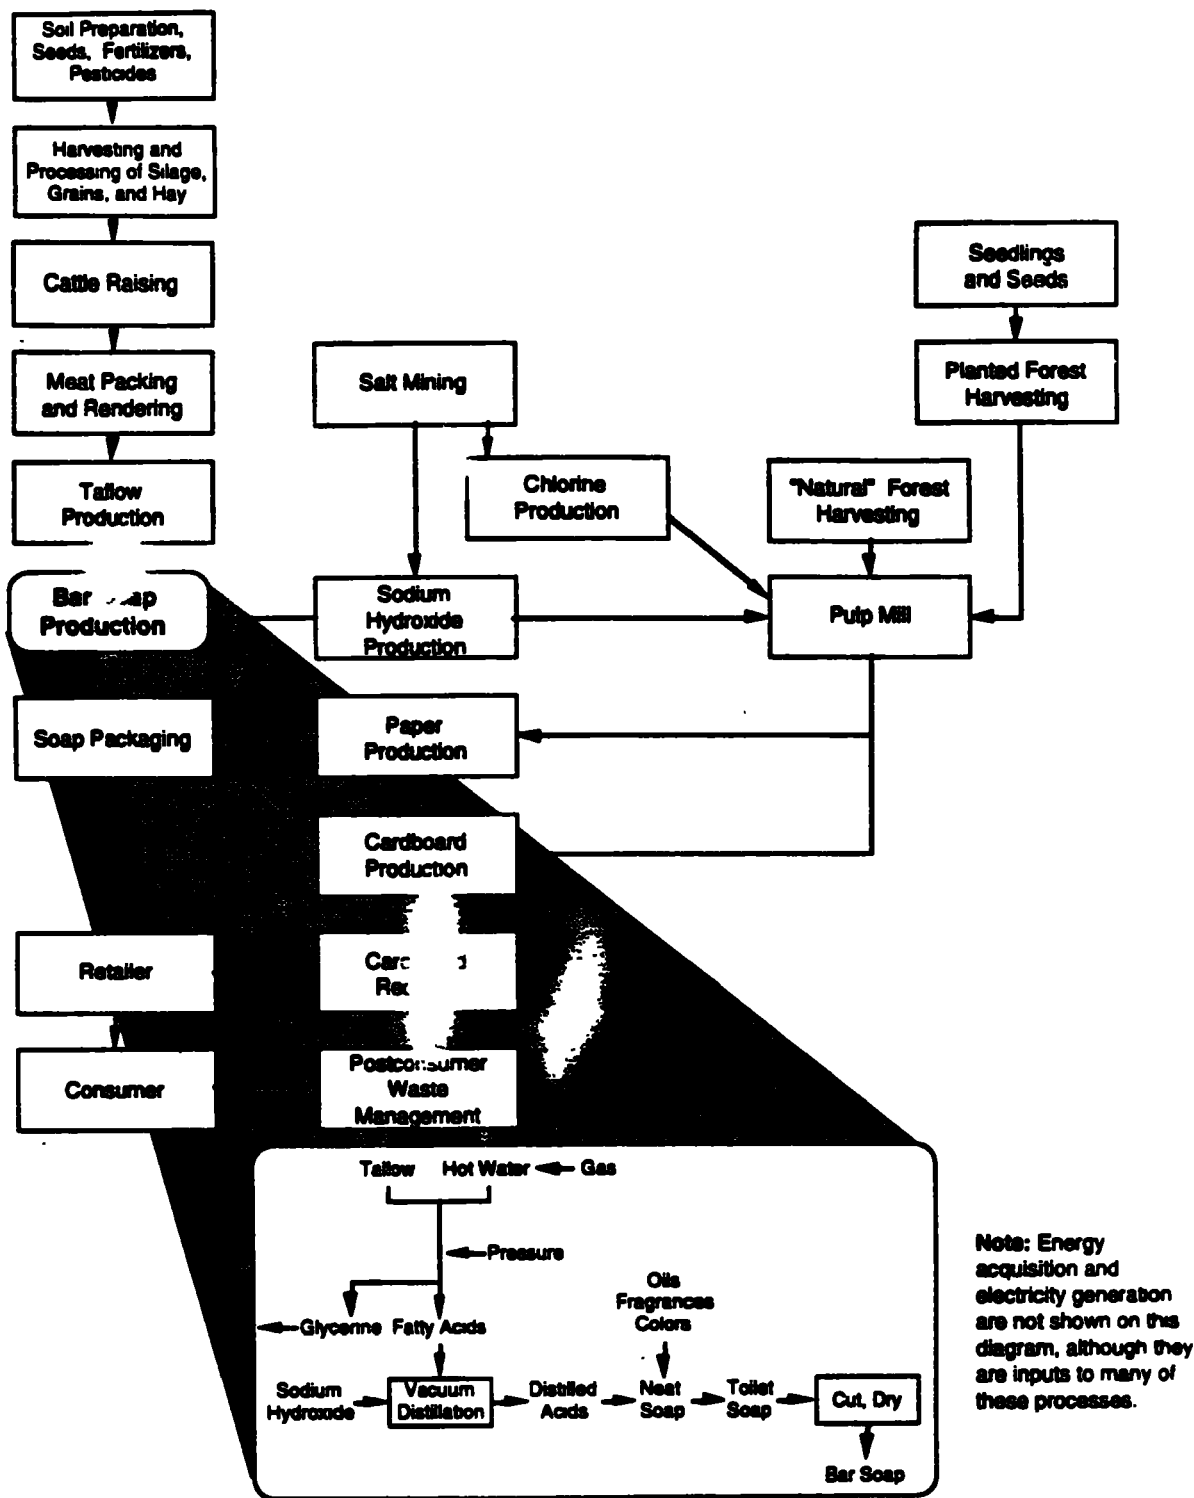 Soil Preparation,
Seeds, Fertilizers,
Pesticides
Harvesting and
Processing of Silage,
Grains, and Hay
Cattle Raising
Meat Packing
and Rendering
Tallow
Production
Bar
Production
Soap Packaging
Retailer
Consumer
Salt Mining
Chlorine
Production
Sodium
Hydroxide
Production
Paper
Production
Cardboard
Production
Postconsumer
Waste
Management
Seedlings
and Seeds
Planted Forest
Harvesting
"Natural" Forest
Harvesting
Pulp Mill
Tallow Hot Water Gas
Pressure
Glycerine Fatty Acids
Oils
Fragrances
Colors
Sodium
Hydroxide
Vacuum
Distillation
Distilled
Acids
Neat
Soap
Toilet
Soap
Cut, Dry
Bar Soap
Note: Energy
acquisition and
electricity generation
are not shown on this
diagram, although they
are inputs to many of
these processes.